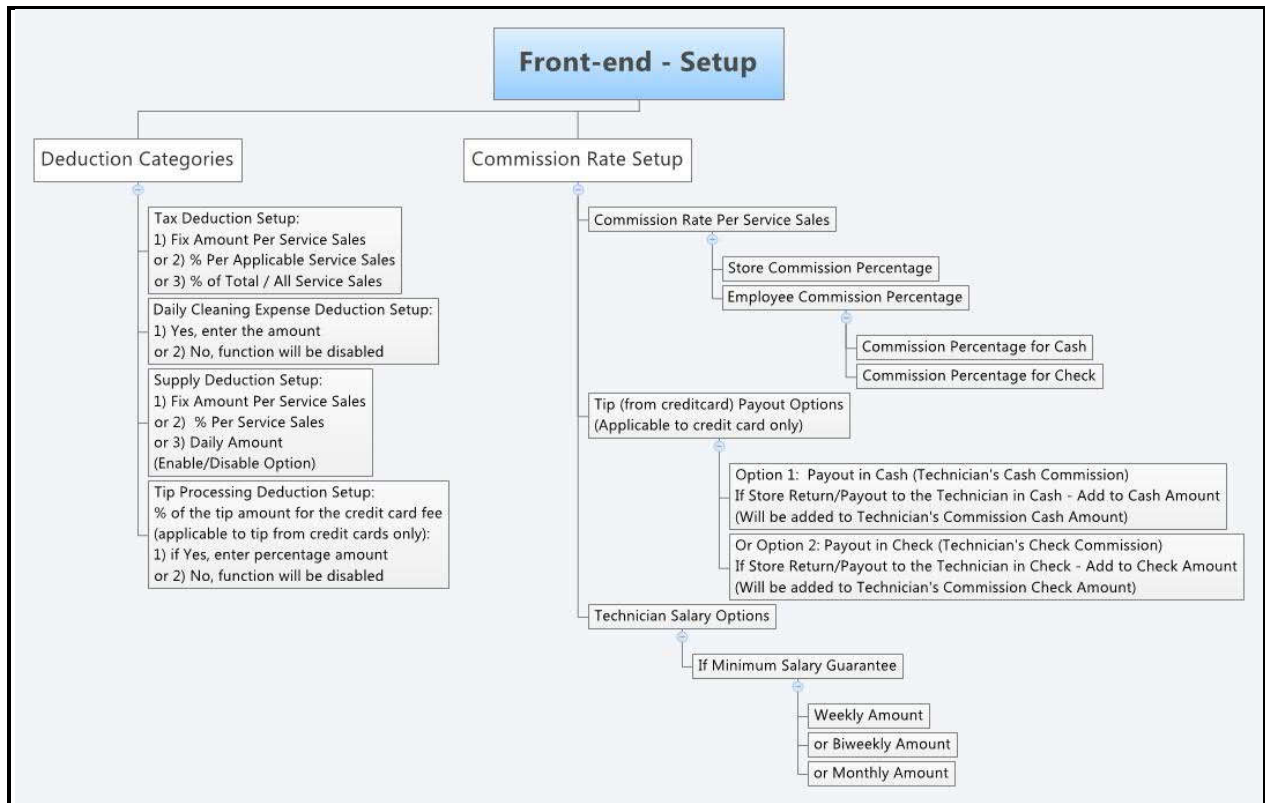 Front-end - Setup
Deduction Categories
Tax Deduction Setup:
1) Fix Amount Per Service Sales
or 2) % Per Applicable Service Sales
or 3) % of Total / All Service Sales
Daily Cleaning Expense Deduction Setup:
1) Yes, enter the amount
or 2) No, function will be disabled
Supply Deduction Setup:
1) Fix Amount Per Service Sales
or 2) % Per Service Sales
or 3) Daily Amount
(Enable/Disable Option)
Tip Processing Deduction Setup:
% of the tip amount for the credit card fee
(applicable to tip from credit cards only):
1) if Yes, enter percentage amount
or 2) No, function will be disabled
Commission Rate Setup
Commission Rate Per Service Sales
Store Commission Percentage
Employee Commission Percentage
Commission Percentage for Cash
Commission Percentage for Check
Tip (from creditcard) Payout Options
(Applicable to credit card only)
Option 1: Payout in Cash (Technician's Cash Commission)
If Store Return/Payout to the Technician in Cash - Add to Cash Amount
(Will be added to Technician's Commission Cash Amount)
Or Option 2: Payout in Check (Technician's Check Commission)
If Store Return/Payout to the Technician in Check - Add to Check Amount
(Will be added to Technician's Commission Check Amount)
Technician Salary Options
If Minimum Salary Guarantee
Weekly Amount
or Biweekly Amount
or Monthly Amount